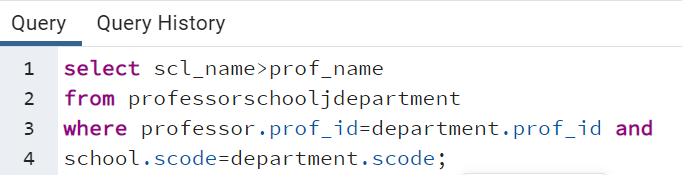 Query Query History
1 select scl_name>prof_name
2 from professorschooljdepartment
3 where professor.prof_id=department.prof_id and
4 school.scode=department.scode;